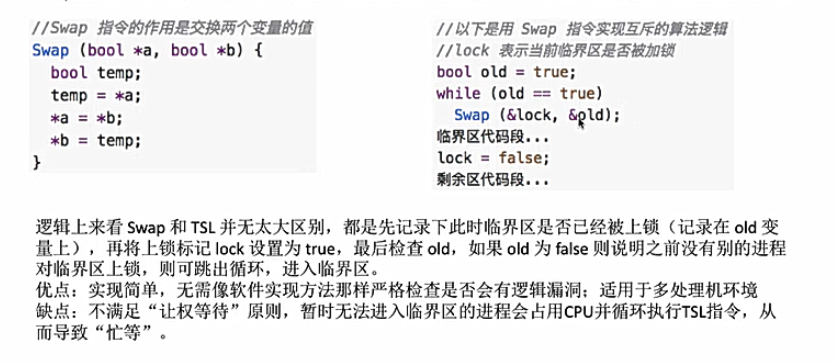 //Swap 指令的作用是交换两个变量的值
Swap (bool *a, bool *b) {
bool temp;
temp = *a;
*a = *b;
*b = temp;
}
//以下是用 Swap 指令实现互斥的算法逻辑
//lock 表示当前临界区是否被加锁
bool old = true;
while (old == true)
Swap (&lock, &old);
临界区代码段...
lock = false;
剩余区代码段...
逻辑上来看 Swap 和 TSL 并无太大区别，都是先记录下此时临界区是否已经被上锁（记录在 old 变
量上），再将上锁标记 lock 设置为 true，最后检查 old，如果 old 为 false 则说明之前没有别的进程
对临界区上锁，则可跳出循环，进入临界区。
优点：实现简单，无需像软件实现方法那样严格检查是否会有逻辑漏洞；适用于多处理机环境
缺点：不满足“让权等待”原则，暂时无法进入临界区的进程会占用CPU并循环执行TSL指令，从
而导致“忙等”。